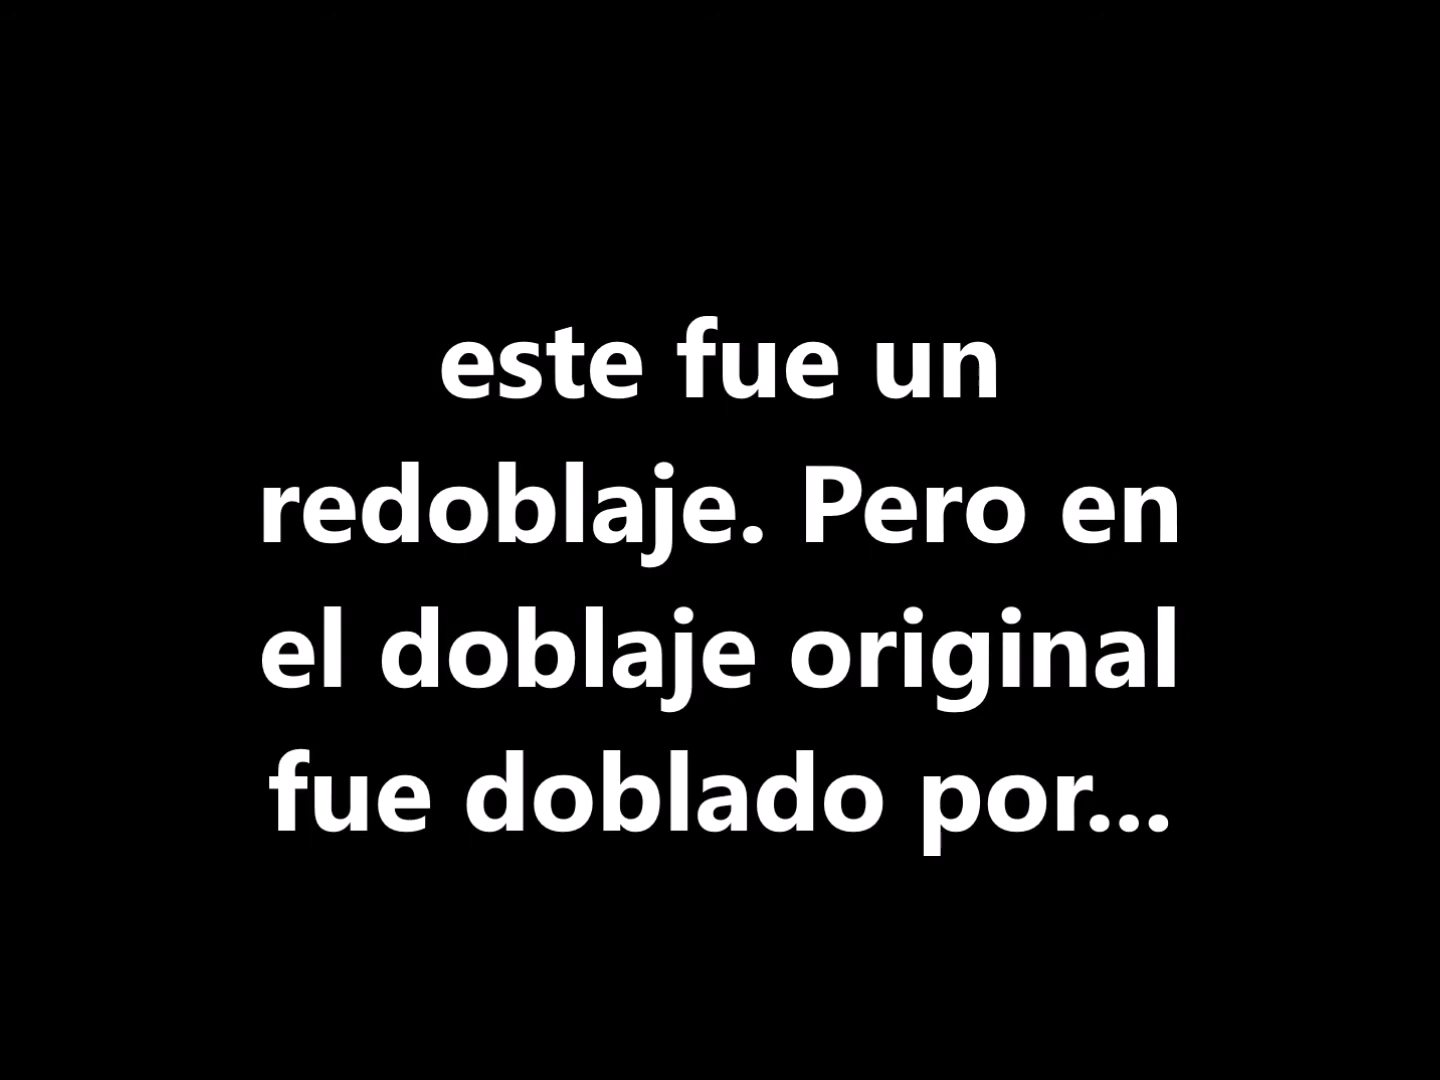 este fue un
redoblaje. Pero en
el doblaje original
fue doblado por...